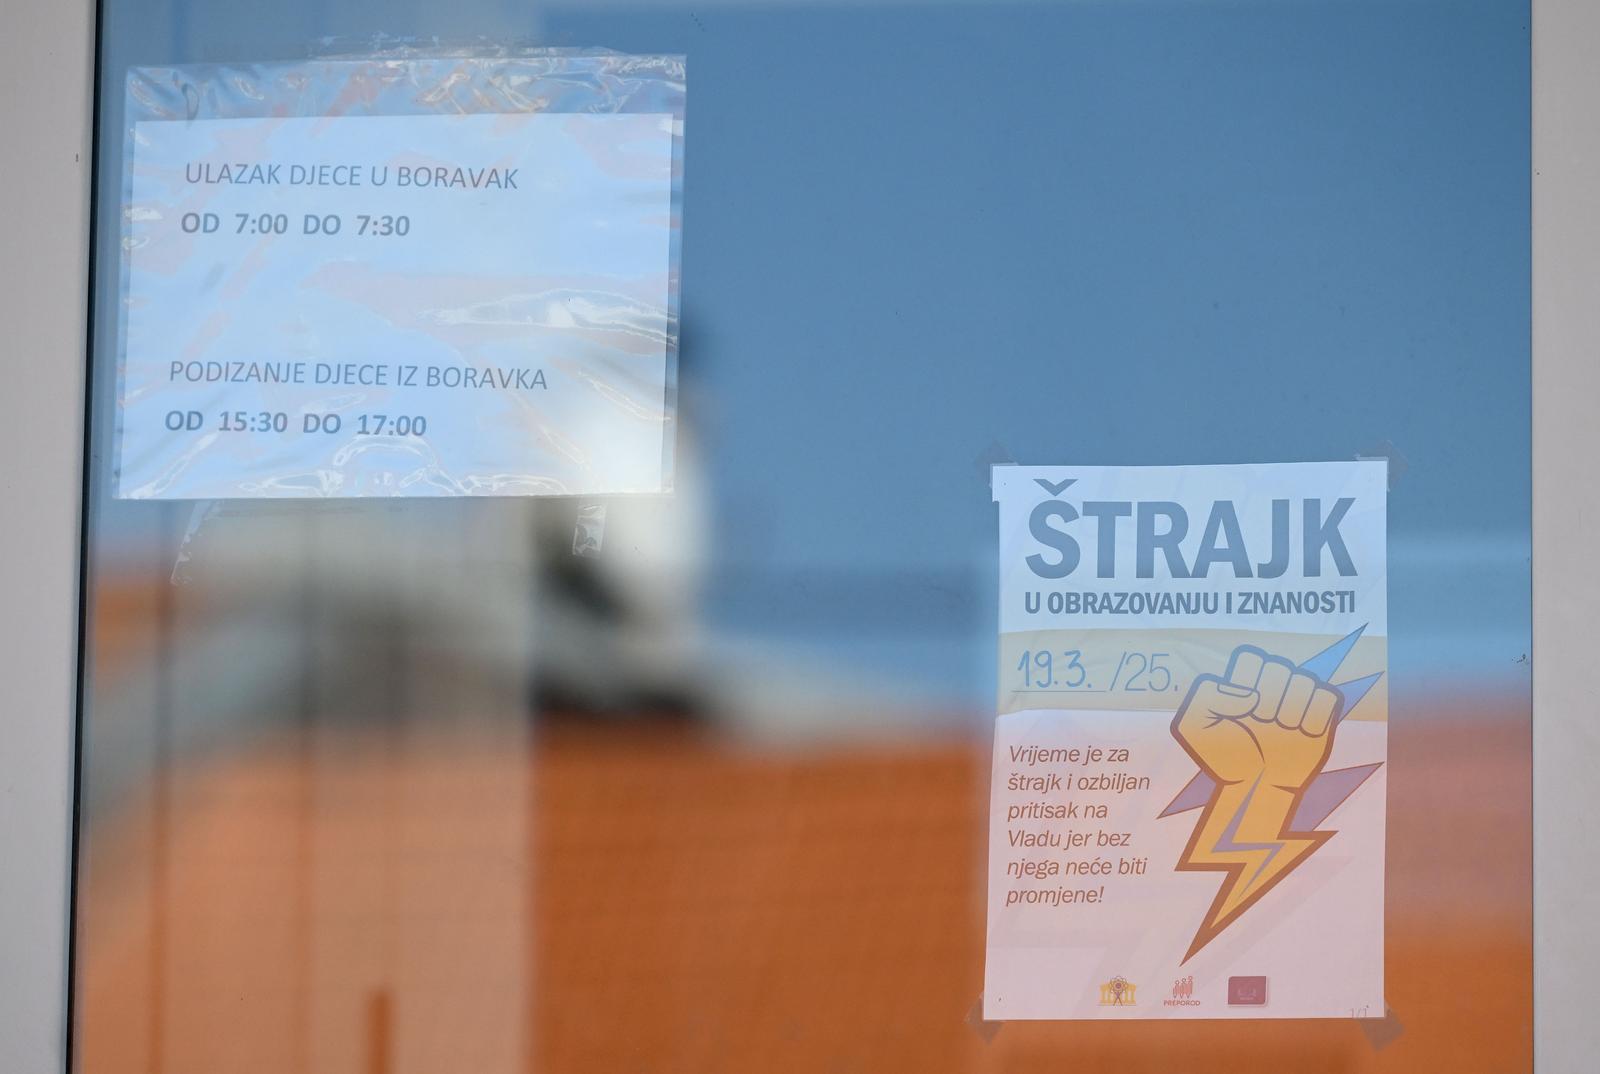 ULAZAK DJECE U BORAVAK
OD 7:00 DO 7:30
PODIZANJE DJECE IZ BORAVKA
OD 15:30 DO 17:00
ŠTRAJK
U OBRAZOVANJU I ZNANOSTI
19.3. /25.
Vrijeme je za
štrajk i ozbiljan
pritisak na
Vladu jer bez
njega neće biti
promjene!
PREPOROD